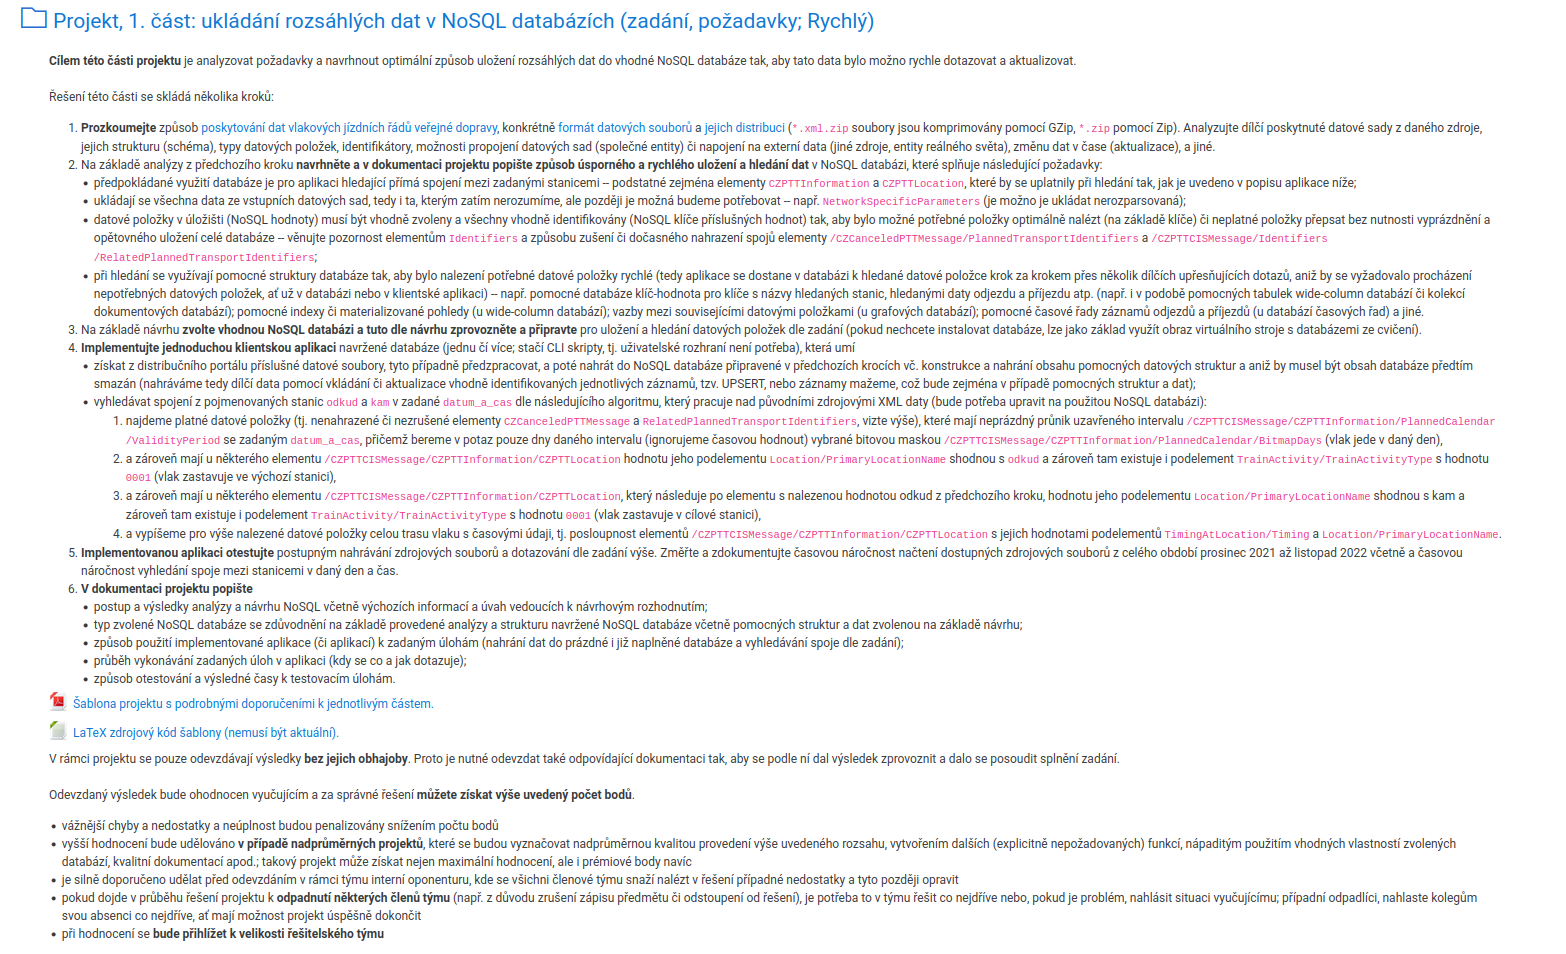 Projekt, 1. část: ukládání rozsáhlých dat v NoSQL databázích (zadání, požadavky; Rychlý)
Cílem této části projektu je analyzovat požadavky a navrhnout optimální způsob uložení rozsáhlých dat do vhodné NoSQL databáze tak, aby tato data bylo možno rychle dotazovat a aktualizovat.
Řešení této části se skládá několika kroků:
1. Prozkoumejte způsob poskytování dat vlakových jízdních řádů veřejné dopravy, konkrétně formát datových souborů a jejich distribuci (*.xml.zip soubory jsou komprimovány pomocí GZip, *.zip pomocí Zip). Analyzujte dílčí poskytnuté datové sady z daného zdroje,
jejich strukturu (schéma), typy datových položek, identifikátory, možnosti propojení datových sad (společné entity) či napojení na externí data (jiné zdroje, entity reálného světa), změnu dat v čase (aktualizace), a jiné.
2. Na základě analýzy z předchozího kroku navrhněte a v dokumentaci projektu popište způsob úsporného a rychlého uložení a hledání dat v NoSQL databázi, které splňuje následující požadavky:
• předpokládané využití databáze je pro aplikaci hledající přímá spojení mezi zadanými stanicemi – podstatné zejména elementy CZPTTInformation a CZPTTLocation, které by se uplatnily při hledání tak, jak je uvedeno v popisu aplikace níže;
• ukládají se všechna data ze vstupních datových sad, tedy i ta, kterým zatím nerozumíme, ale později je možná budeme potřebovat – např. NetworkSpecificParameters (je možno je ukládat nerozparsovaná);
• datové položky v úložišti (NoSQL hodnoty) musí být vhodně zvoleny a všechny vhodně identifikovány (NoSQL klíče příslušných hodnot) tak, aby bylo možné potřebné položky optimálně nalézt (na základě klíče) či neplatné položky přepsat bez nutnosti vyprázdnění a
opětovného uložení celé databáze – věnujte pozornost elementům Identifiers a způsobu zušení či dočasného nahrazení spojů elementy /CZCanceledPTTMessage/PlannedTransportIdentifiers a /CZPTTCISMessage/Identifiers
/RelatedPlannedTransportIdentifiers;
• při hledání se využívají pomocné struktury databáze tak, aby bylo nalezení potřebné datové položky rychlé (tedy aplikace se dostane v databázi k hledané datové položce krok za krokem přes několik dílčích upřesňujících dotazů, aniž by se vyžadovalo procházení
nepotřebných datových položek, ať už v databázi nebo v klientské aplikaci) – např. pomocné databáze klíč-hodnota pro klíče s názvy hledaných stanic, hledanými daty odjezdu a příjezdu atp. (např. i v podobě pomocných tabulek wide-column databází či kolekcí
dokumentových databází); pomocné indexy či materializované pohledy (u wide-column databází); vazby mezi souvisejícími datovými položkami (u grafových databází); pomocné časové řady záznamů odjezdů a příjezdů (u databází časových řad) a jiné.
3. Na základě návrhu zvolte vhodnou NoSQL databázi a tuto dle návrhu zprovozněte a připravte pro uložení a hledání datových položek dle zadání (pokud nechcete instalovat databáze, lze jako základ využít obraz virtuálního stroje s databázemi ze cvičení).
4. Implementujte jednoduchou klientskou aplikaci navržené databáze (jednu čí více; stačí CLI skripty, tj. uživatelské rozhraní není potřeba), která umí
• získat z distribučního portálu příslušné datové soubory, tyto případně předzpracovat, a poté nahrát do NoSQL databáze připravené v předchozích krocích vč. konstrukce a nahrání obsahu pomocných datových struktur a aniž by musel být obsah databáze předtím
smazán (nahráváme tedy dílčí data pomocí vkládání či aktualizace vhodně identifikovaných jednotlivých záznamů, tzv. UPSERT, nebo záznamy mažeme, což bude zejména v případě pomocných struktur a dat);
• vyhledávat spojení z pojmenovaných stanic odkud a kam v zadané datum_a_cas dle následujícího algoritmu, který pracuje nad původními zdrojovými XML daty (bude potřeba upravit na použitou NoSQL databázi):
1. najdeme platné datové položky (tj. nenahrazené či nezrušené elementy CZCanceledPTTMessage a RelatedPlannedTransportIdentifiers, vizte výše), které mají neprázdný průnik uzavřeného intervalu /CZPTTCISMessage/CZPTTInformation/PlannedCalendar
/ValidityPeriod se zadaným datum_a_cas, přičemž bereme v potaz pouze dny daného intervalu (ignorujeme časovou hodnotu) vybrané bitovou maskou /CZPTTCISMessage/CZPTTInformation/PlannedCalendar/BitmapDays (vlak jede v daný den),
2. a zároveň mají u některého elementu /CZPTTCISMessage/CZPTTInformation/CZPTTLocation hodnotu jeho podelementu Location/PrimaryLocationName shodnou s odkud a zároveň tam existuje i podelement TrainActivity/TrainActivityType s hodnotu
0001 (vlak zastavuje ve výchozí stanici),
3. a zároveň mají u některého elementu /CZPTTCISMessage/CZPTTInformation/CZPTTLocation, který následuje po elementu s nalezenou hodnotou odkud z předchozího kroku, hodnotu jeho podelementu Location/PrimaryLocationName shodnou s kam a
zároveň tam existuje i podelement TrainActivity/TrainActivityType s hodnotu 0001 (vlak zastavuje v cílové stanici),
4. a vypíšeme pro výše nalezené datové položky celou trasu vlaku s časovými údaji, tj. posloupnost elementů /CZPTTCISMessage/CZPTTInformation/CZPTTLocation s jejich hodnotami podelementů TimingAtLocation/Timing a Location/PrimaryLocationName.
5. Implementovanou aplikaci otestujte postupným nahrávání zdrojových souborů a dotazování dle zadání výše. Změřte a zdokumentujte časovou náročnost načtení dostupných zdrojových souborů z celého období prosinec 2021 až listopad 2022 včetně a časovou
náročnost vyhledání spoje mezi stanicemi v daný den a čas.
6. V dokumentaci projektu popište
• postup a výsledky analýzy a návrhu NoSQL včetně výchozích informací a úvah vedoucích k návrhovým rozhodnutím;
• typ zvolené NoSQL databáze se zdůvodnění na základě provedené analýzy a strukturu navržené NoSQL databáze včetně pomocných struktur a dat zvolenou na základě návrhu;
• způsob použití implementované aplikace (či aplikací) k zadaným úlohám (nahrání dat do prázdné i již naplněné databáze a vyhledávání spoje dle zadání);
• průběh vykonávání zadaných úloh v aplikaci (kdy se co a jak dotazuje);
• způsob otestování a výsledné časy k testovacím úlohám.
Šablona projektu s podrobnými doporučeními k jednotlivým částem.
LaTeX zdrojový kód šablony (nemusí být aktuální).
V rámci projektu se pouze odevzdávají výsledky bez jejich obhajoby. Proto je nutné odevzdat také odpovídající dokumentaci tak, aby se podle ní dal výsledek zprovoznit a dalo se posoudit splnění zadání.
Odevzdaný výsledek bude ohodnocen vyučujícím a za správné řešení můžete získat výše uvedený počet bodů.
• vážnější chyby a nedostatky a neúplnost budou penalizovány snížením počtu bodů
• vyšší hodnocení bude udělováno v případě nadprůměrných projektů, které se budou vyznačovat nadprůměrnou kvalitou provedení výše uvedeného rozsahu, vytvořením dalších (explicitně nepožadovaných) funkcí, nápaditým použitím vhodných vlastností zvolených
databází, kvalitní dokumentací apod.; takový projekt může získat nejen maximální hodnocení, ale i prémiové body navíc
• je silně doporučeno udělat před odevzdáním v rámci týmu interní oponenturu, kde se všichni členové týmu snaží nalézt v řešení případné nedostatky a tyto později opravit
• pokud dojde v průběhu řešení projektu k odpadnutí některých členů týmu (např. z důvodu zrušení zápisu předmětu či odstoupení od řešení), je potřeba to v týmu řešit co nejdříve nebo, pokud je problém, nahlásit situaci vyučujícímu; případní odpadlíci, nahlaste kolegům
svou absenci co nejdříve, ať mají možnost projekt úspěšně dokončit
• při hodnocení se bude přihlížet k velikosti řešitelského týmu